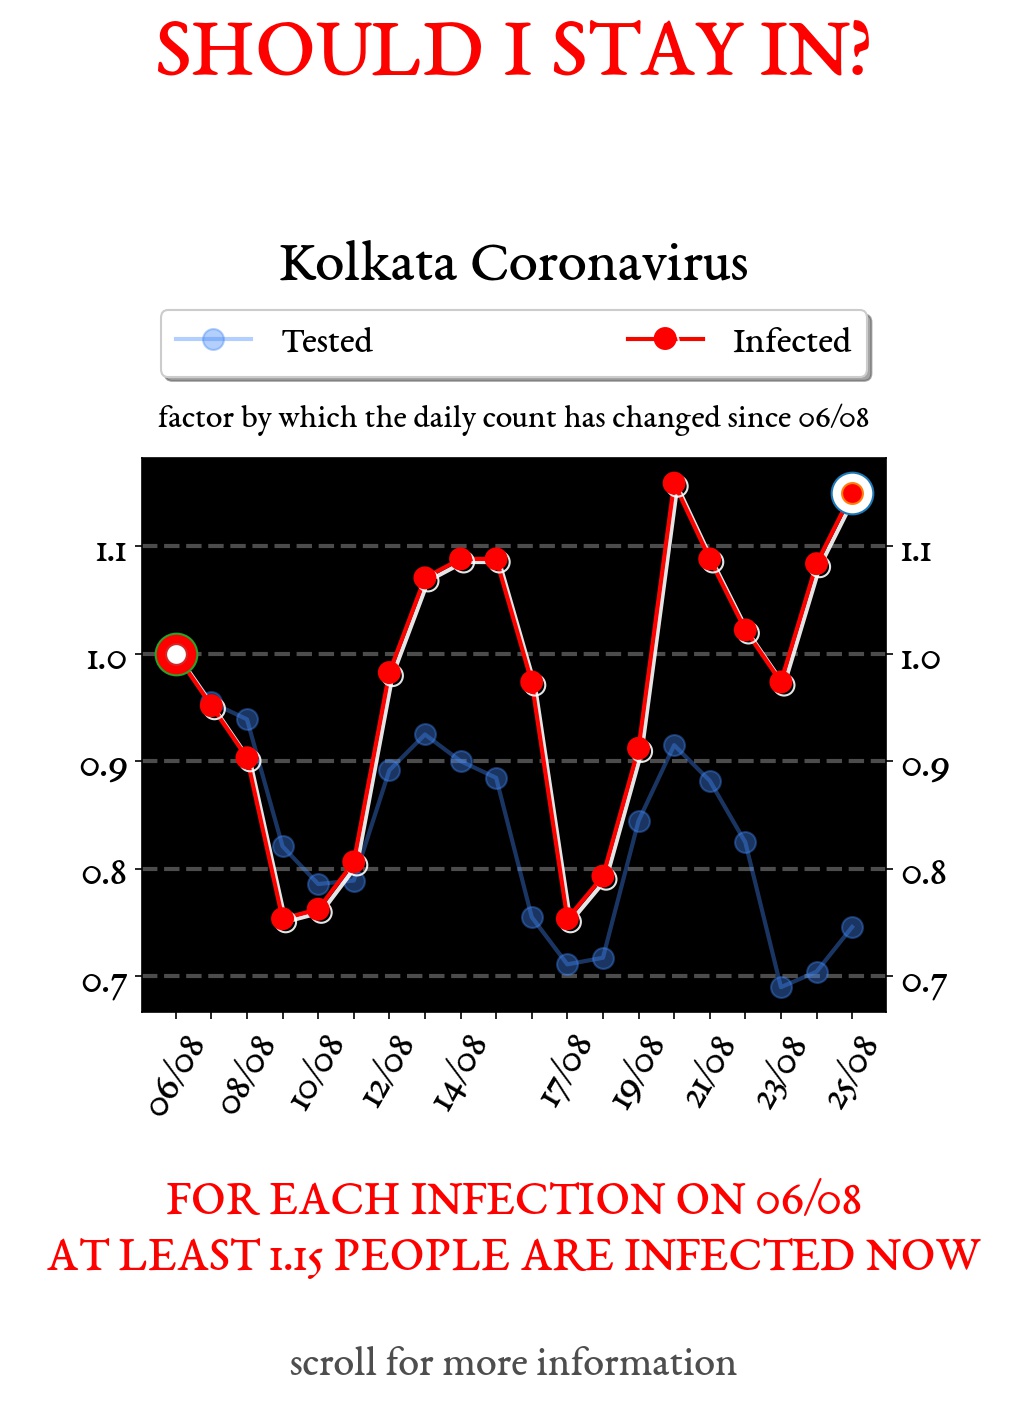 SHOULD I STAY IN?
Kolkata Coronavirus
Tested Infected
factor by which the daily count has changed since 06/08
1.1 1.1
1.0 1.0
0.9 0.9
0.8 0.8
0.7 0.7
06/08 08/08 10/08 12/08 14/08 17/08 19/08 21/08 23/08 25/08
FOR EACH INFECTION ON 06/08
AT LEAST 1.15 PEOPLE ARE INFECTED NOW
scroll for more information